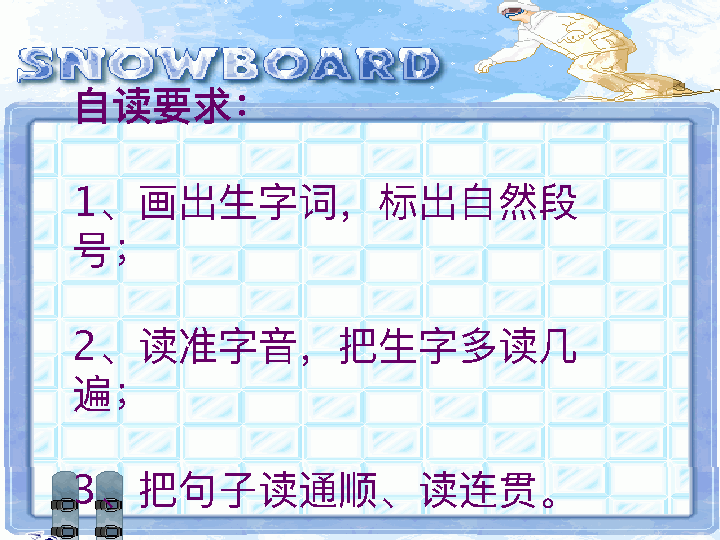 SNOWBOARD
自读要求：
1、画出生字词，标出自然段
号；
2、读准字音，把生字多读几
遍；
3、把句子读通顺、读连贯。